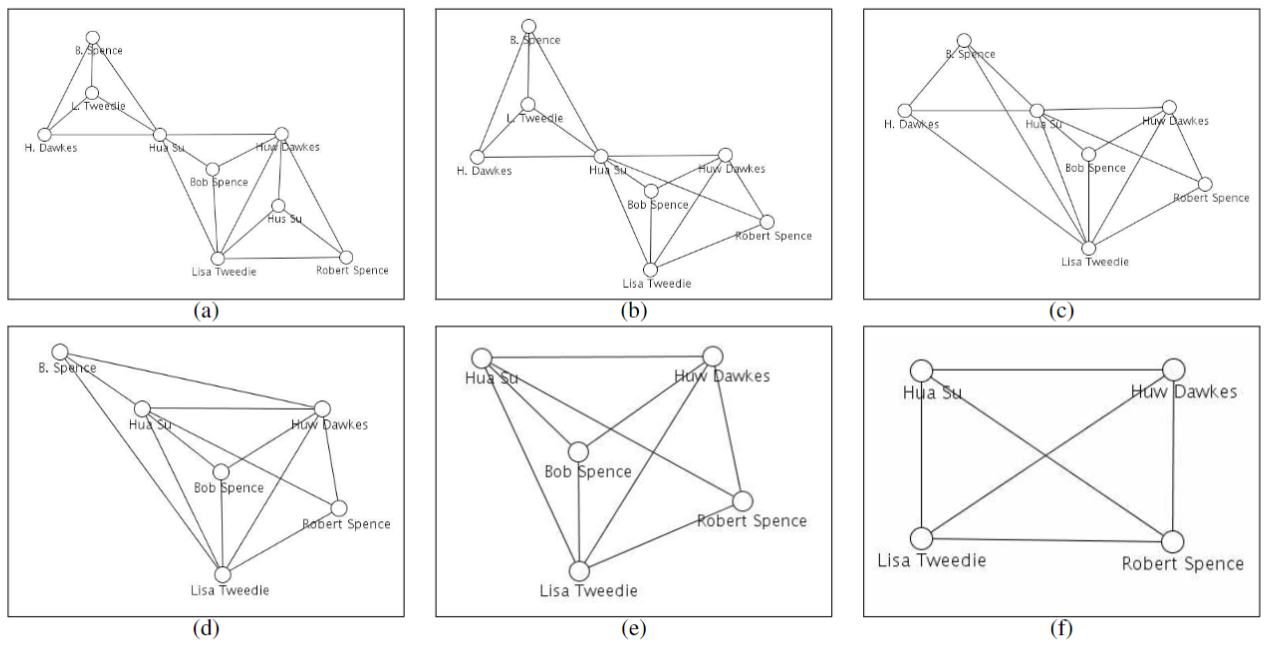 B. Spence
L. Tweedie
H. Dawkes
Hua Su
Huw Dawkes
Bob Spence
Hus Su
Lisa Tweedie
Robert Spence
(a)
B. Spence
L. Tweedie
H. Dawkes
Hua Su
Huw Dawkes
Bob Spence
Robert Spence
Lisa Tweedie
(b)
B. Spence
H. Dawkes
Hua Su
Huw Dawkes
Bob Spence
Robert Spence
Lisa Tweedie
(c)
B. Spence
Hua Su
Huw Dawkes
Bob Spence
Robert Spence
Lisa Tweedie
(d)
Hua Su
Huw Dawkes
Bob Spence
Robert Spence
Lisa Tweedie
(e)
Hua Su
Huw Dawkes
Lisa Tweedie
Robert Spence
(f)